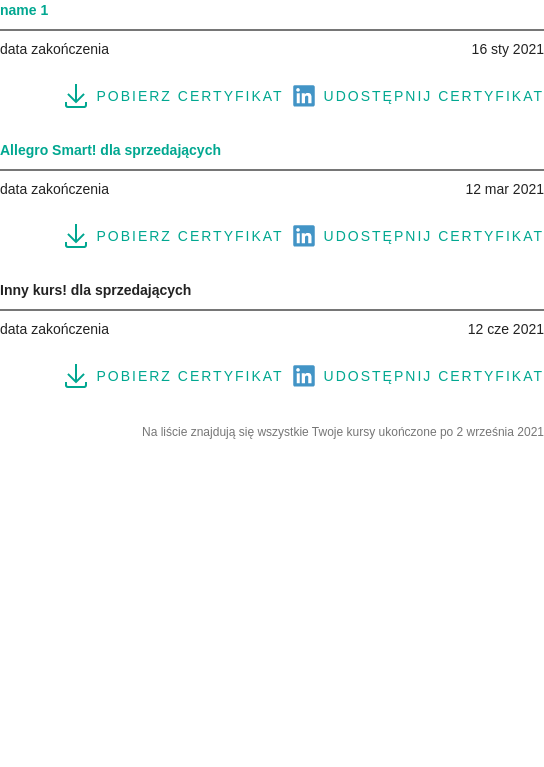 name 1
data zakończenia 16 sty 2021
POBIERZ CERTYFIKAT UDOSTĘPNIJ CERTYFIKAT
Allegro Smart! dla sprzedających
data zakończenia 12 mar 2021
POBIERZ CERTYFIKAT UDOSTĘPNIJ CERTYFIKAT
Inny kurs! dla sprzedających
data zakończenia 12 cze 2021
POBIERZ CERTYFIKAT UDOSTĘPNIJ CERTYFIKAT
Na liście znajdują się wszystkie Twoje kursy ukończone po 2 września 2021